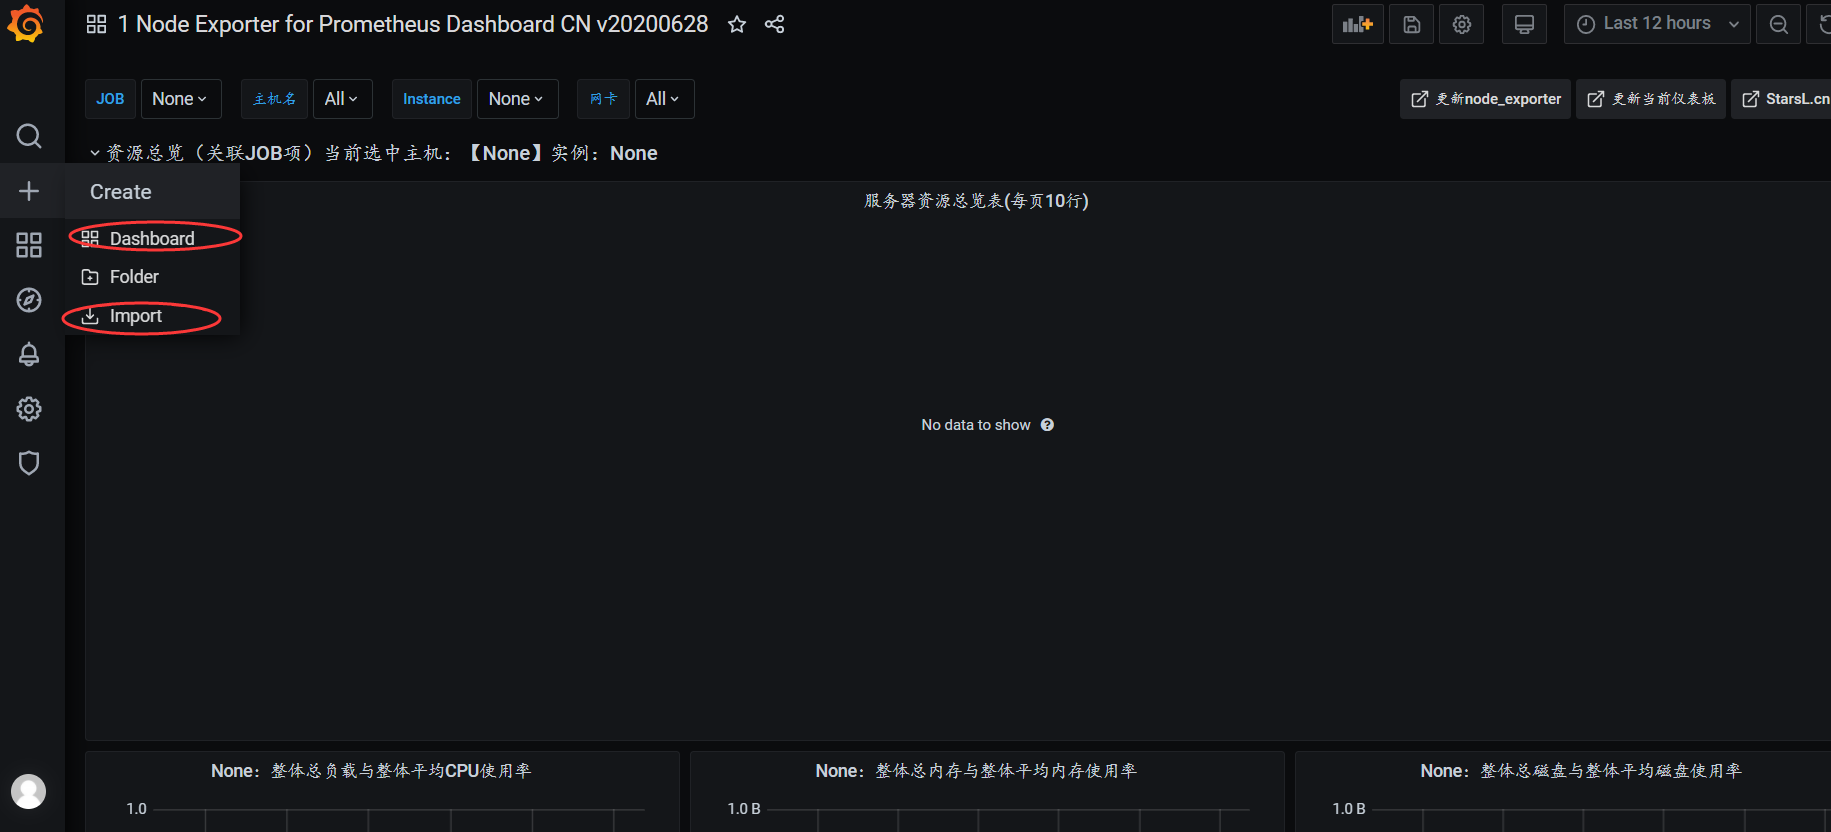 1 Node Exporter for Prometheus Dashboard CN v20200628
Last 12 hours
JOB None 主机名 All Instance None 网卡 All
更新node_exporter 更新当前仪表板 StarsL.cn
资源总览（关联JOB项）当前选中主机：【None】实例：None
Create
服务器资源总览表(每页10行)
Dashboard
Folder
Import
No data to show
None：整体总负载与整体平均CPU使用率
None：整体总内存与整体平均内存使用率
None：整体总磁盘与整体平均磁盘使用率
1.0
1.0 B
1.0 B